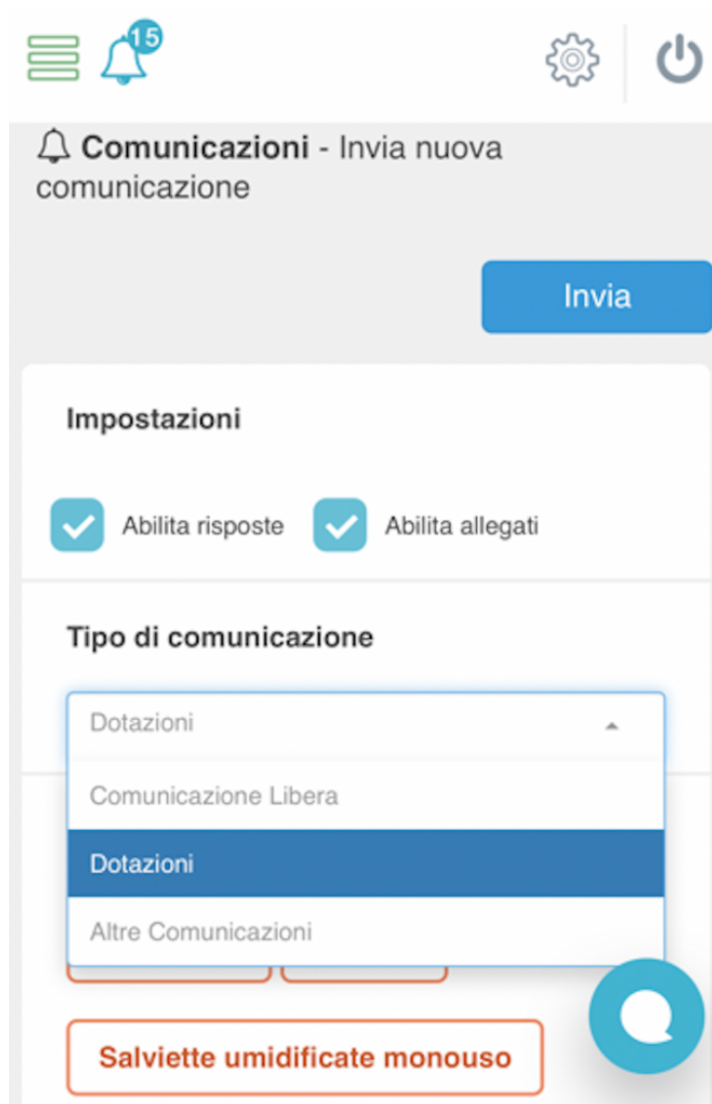 15
Comunicazioni - Invia nuova
comunicazione
Invia
Impostazioni
Abilita risposte Abilita allegati
Tipo di comunicazione
Dotazioni
Comunicazione Libera
Dotazioni
Altre Comunicazioni
Salviette umidificate monouso